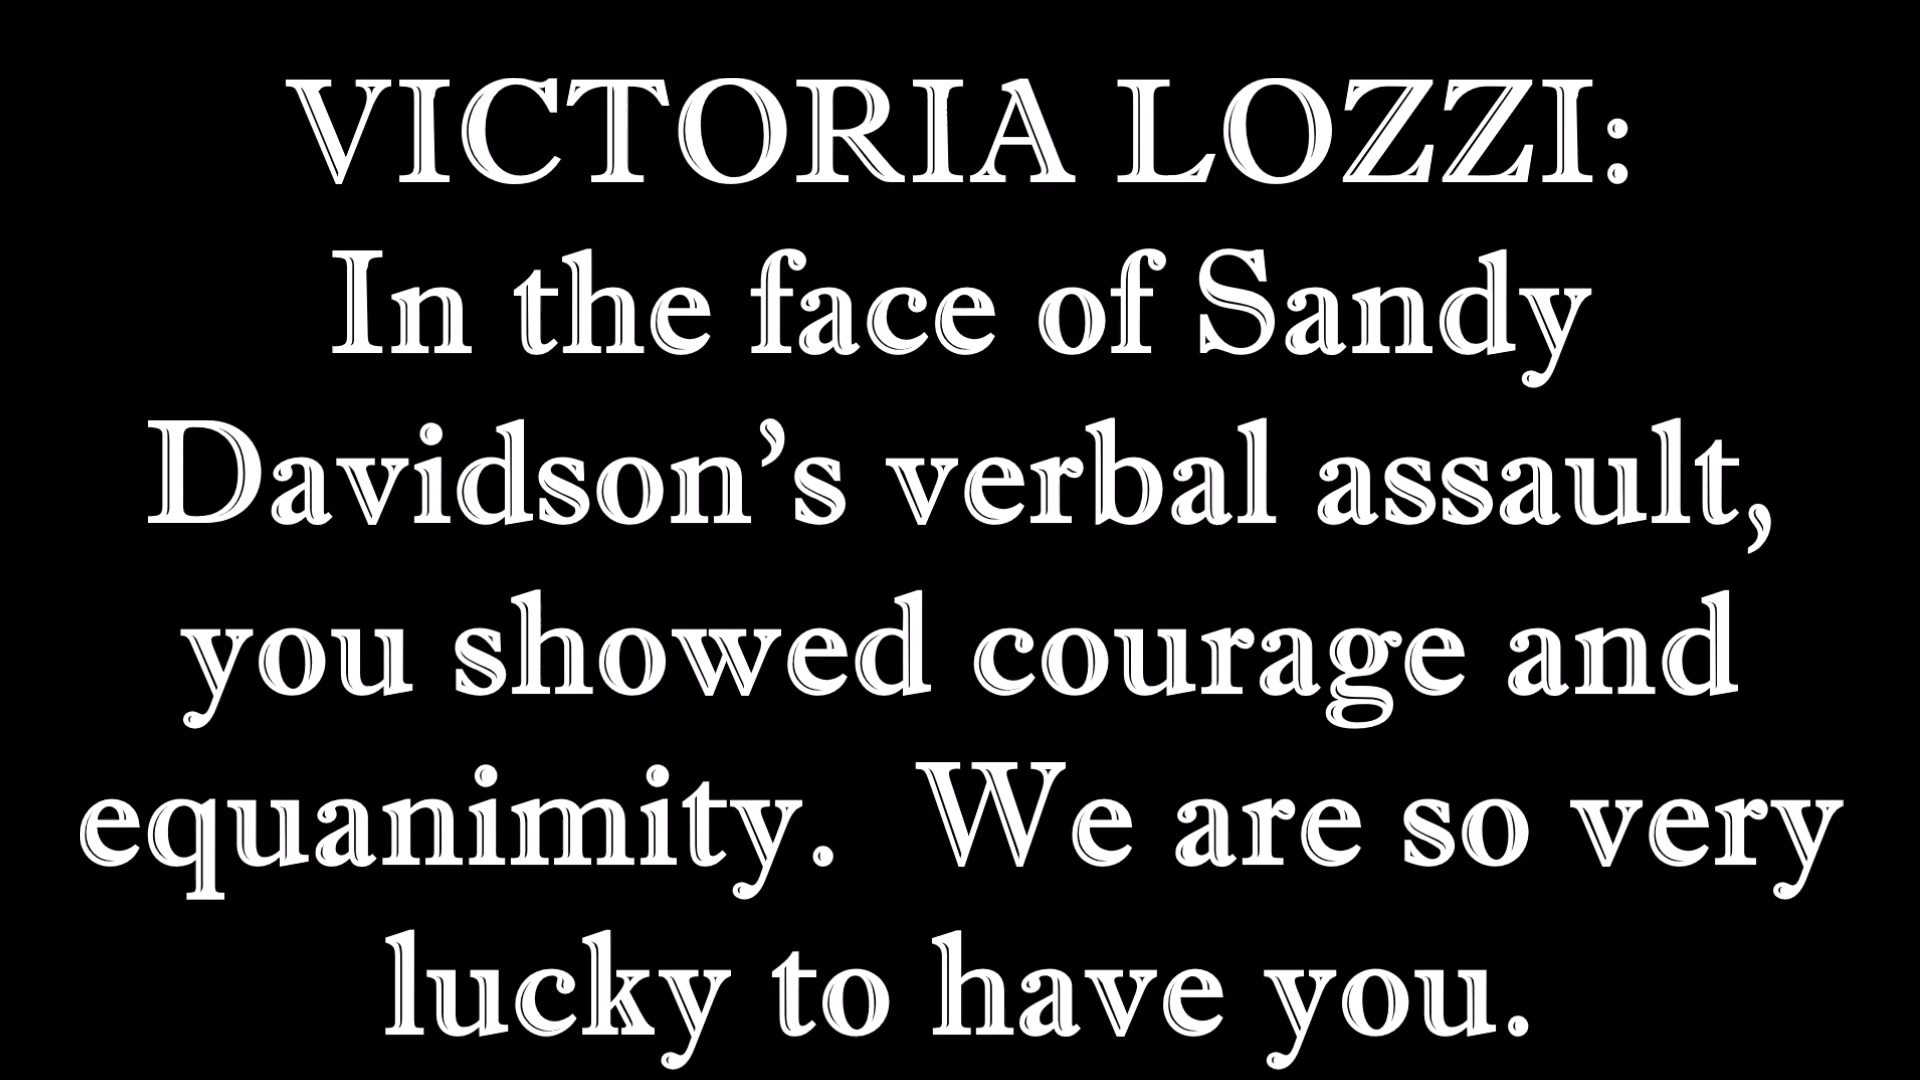 VICTORIA LOZZI:
In the face of Sandy
Davidson’s verbal assault,
you showed courage and
equanimity.  We are so very
lucky to have you.